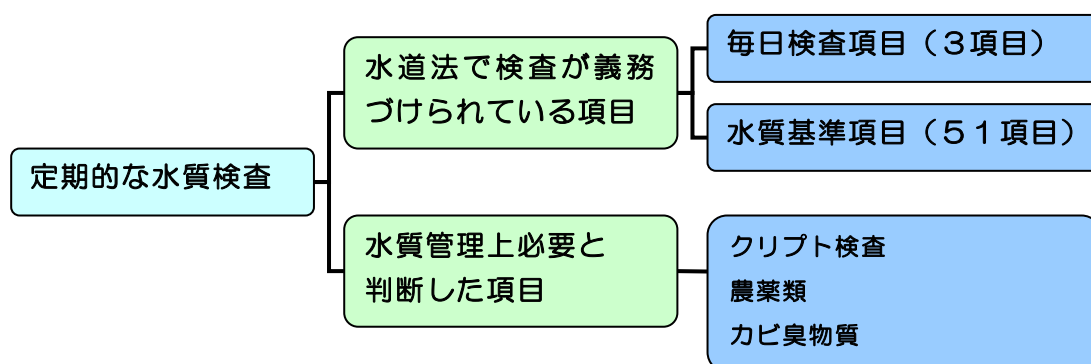 定期的な水質検査
水道法で検査が義務
づけられている項目
毎日検査項目（３項目）
水質基準項目（５１項目）
水質管理上必要と
判断した項目
クリプト検査
農薬類
カビ臭物質